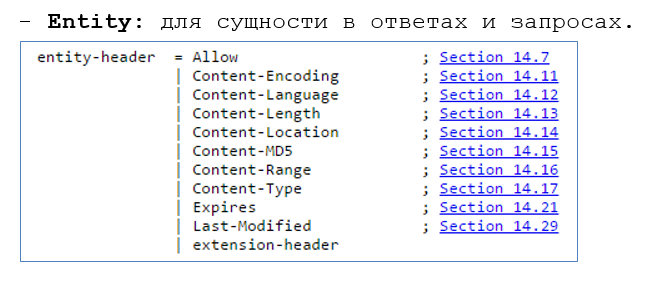 - Entity: для сущности в ответах и запросах.
entity-header = Allow ; Section 14.7
| Content-Encoding ; Section 14.11
| Content-Language ; Section 14.12
| Content-Length ; Section 14.13
| Content-Location ; Section 14.14
| Content-MD5 ; Section 14.15
| Content-Range ; Section 14.16
| Content-Type ; Section 14.17
| Expires ; Section 14.21
| Last-Modified ; Section 14.29
| extension-header